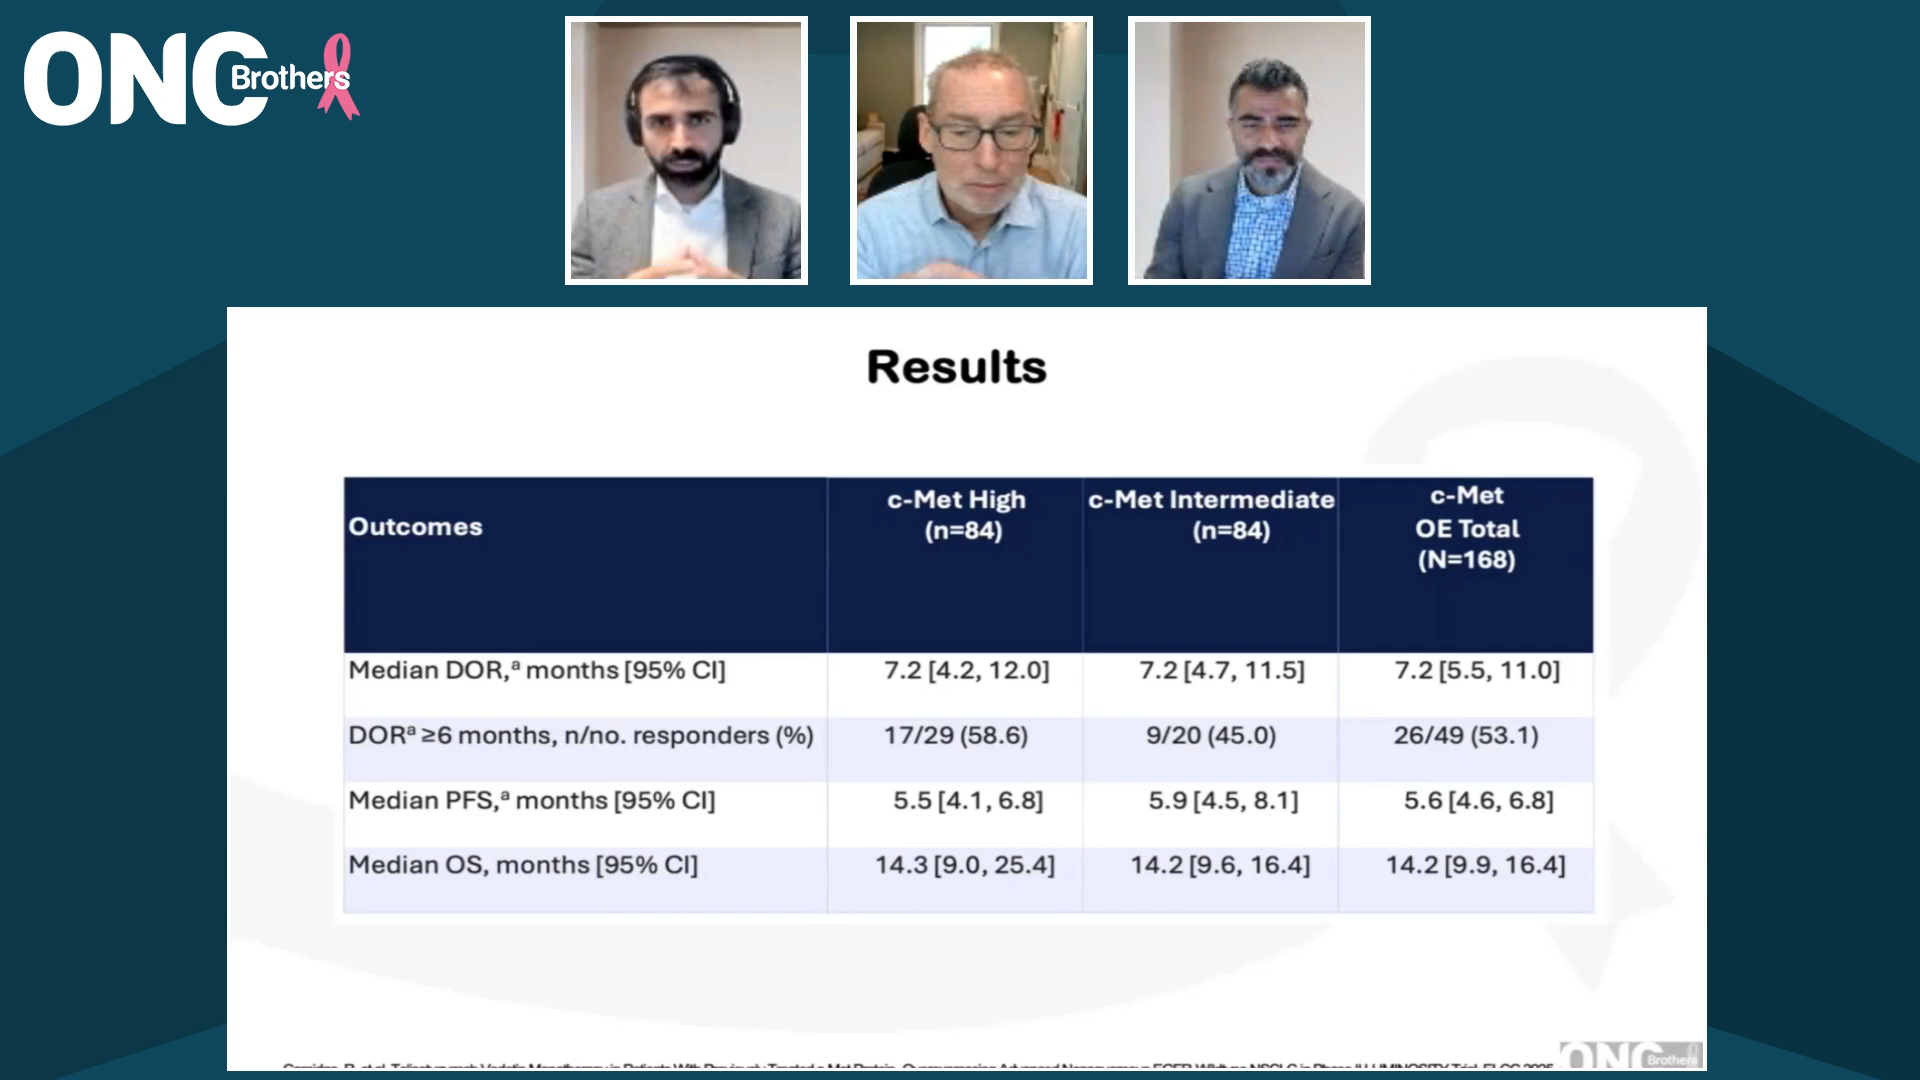 ONC
Brothers
Results
Outcomes
c-Met High
(n=84)
c-Met Intermediate
(n=84)
c-Met
OE Total
(N=168)
Median DOR,ᵃ months [95% CI] 7.2 [4.2, 12.0] 7.2 [4.7, 11.5] 7.2 [5.5, 11.0]
DORᵃ ≥6 months, n/no. responders (%) 17/29 (58.6) 9/20 (45.0) 26/49 (53.1)
Median PFS,ᵃ months [95% CI] 5.5 [4.1, 6.8] 5.9 [4.5, 8.1] 5.6 [4.6, 6.8]
Median OS, months [95% CI] 14.3 [9.0, 25.4] 14.2 [9.6, 16.4] 14.2 [9.9, 16.4]
ONC
Brothers